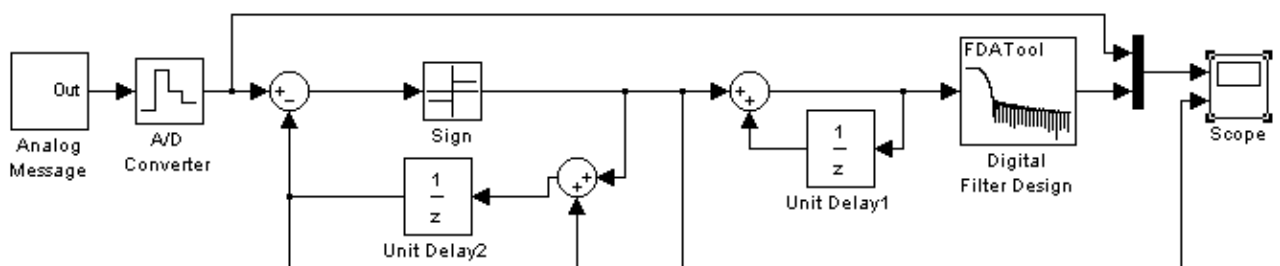 Out
Analog
Message
A/D
Converter
+
−
Sign
+
+
1
z
Unit Delay2
+
+
1
z
Unit Delay1
FDATool
Digital
Filter Design
Scope